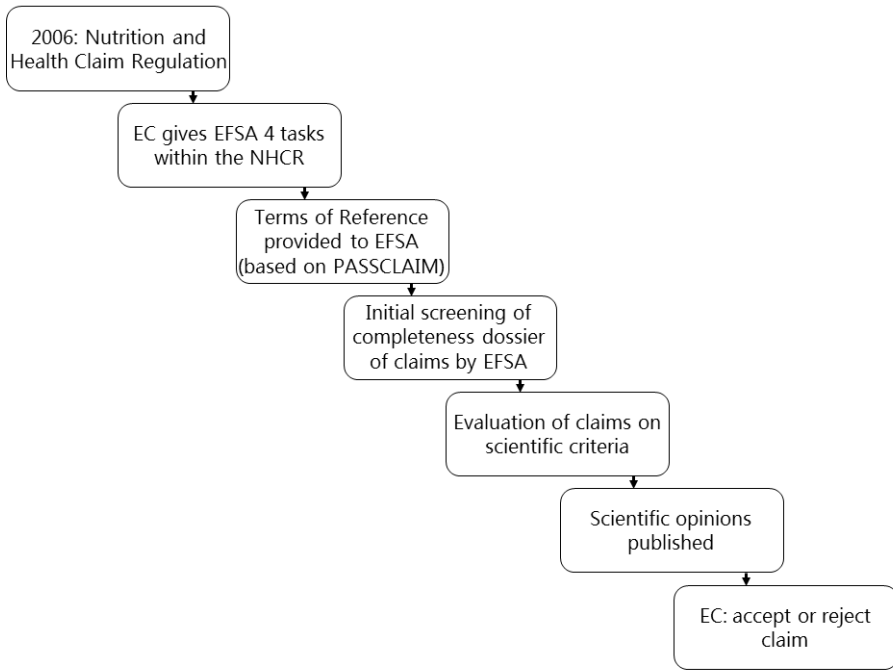 2006: Nutrition and
Health Claim Regulation
EC gives EFSA 4 tasks
within the NHCR
Terms of Reference
provided to EFSA
(based on PASSCLAIM)
Initial screening of
completeness dossier
of claims by EFSA
Evaluation of claims on
scientific criteria
Scientific opinions
published
EC: accept or reject
claim